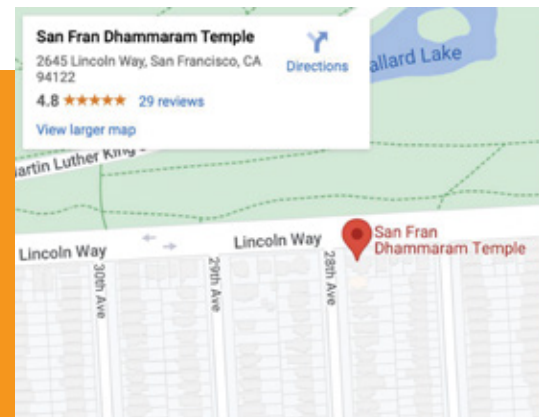 San Fran Dhammaram Temple
2645 Lincoln Way, San Francisco, CA
94122
Directions
4.8 ★★★★★ 29 reviews
View larger map
allard Lake
artin Luther King
Lincoln Way
Lincoln Way
San Fran
Dhammaram Temple
30th Ave
29th Ave
28th Ave